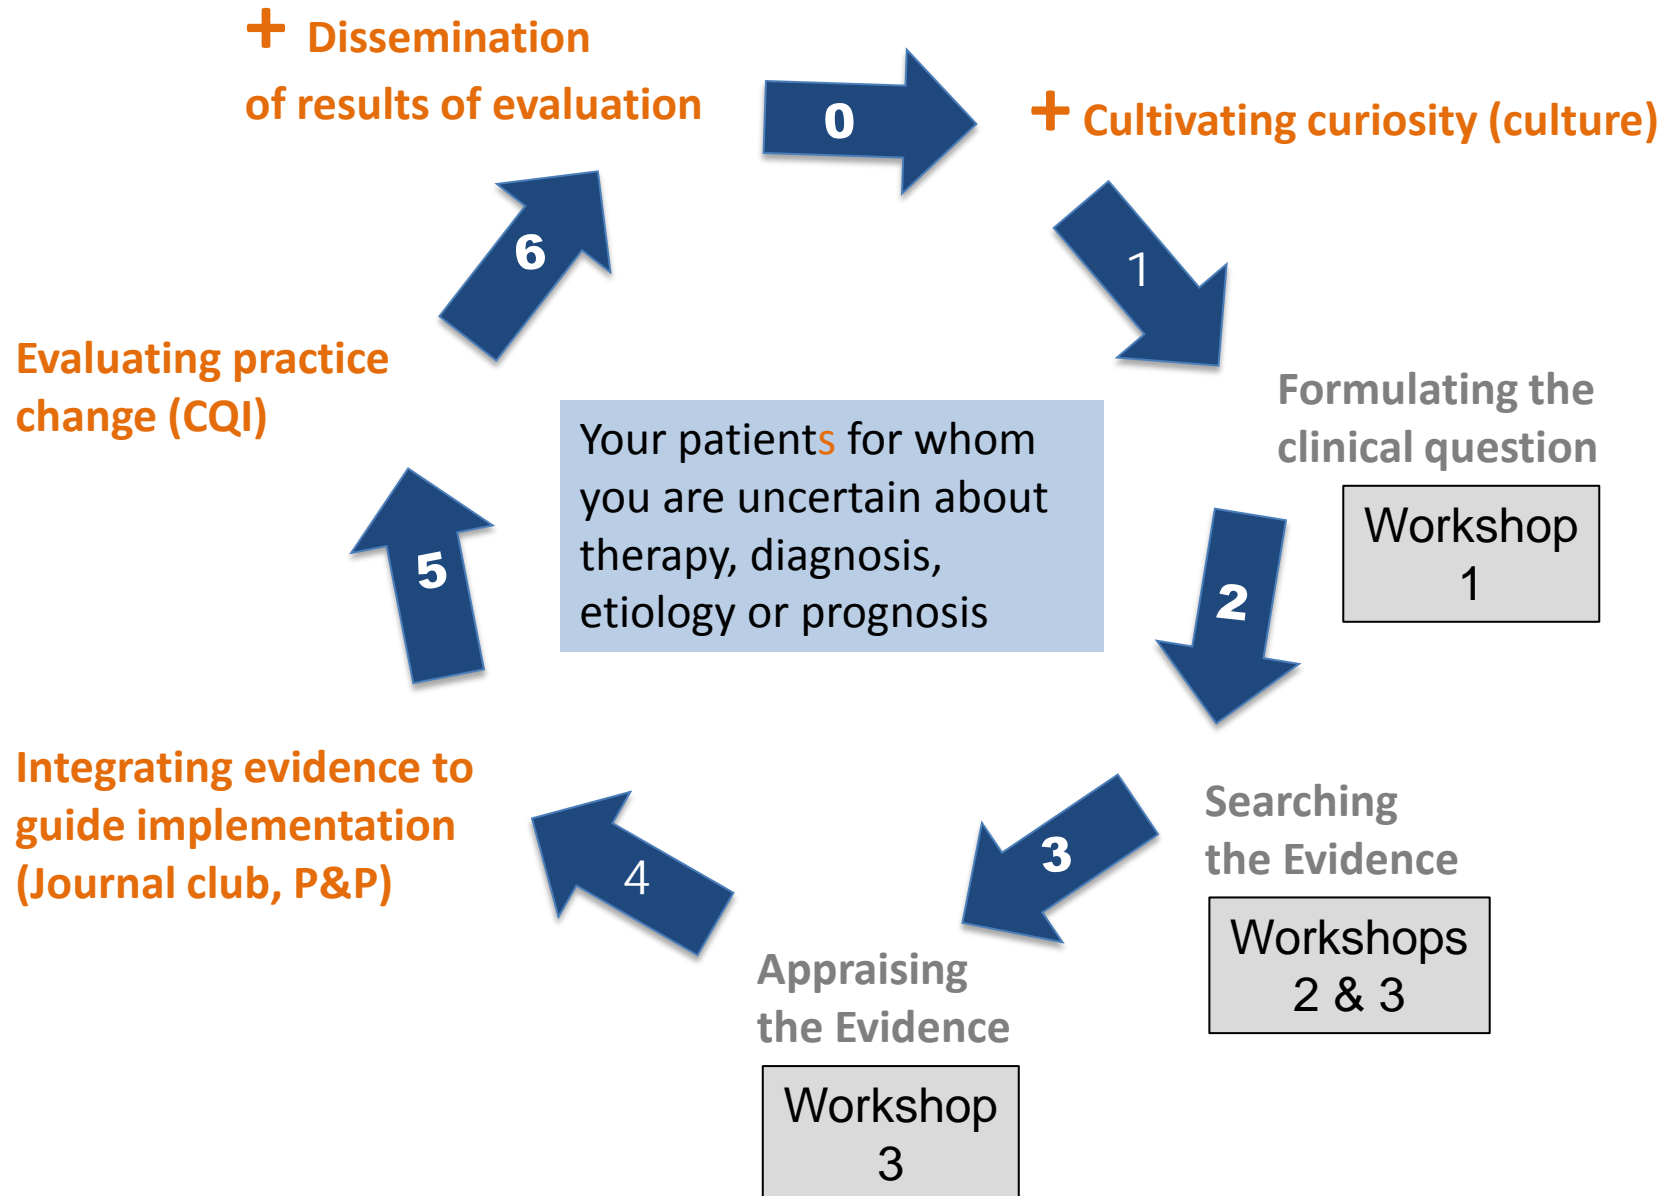 + Dissemination
of results of evaluation
0
+ Cultivating curiosity (culture)
1
Formulating the
clinical question
Workshop
1
2
Searching
the Evidence
Workshops
2 & 3
3
Appraising
the Evidence
Workshop
3
4
Integrating evidence to
guide implementation
(Journal club, P&P)
5
Evaluating practice
change (CQI)
6
Your patients for whom
you are uncertain about
therapy, diagnosis,
etiology or prognosis